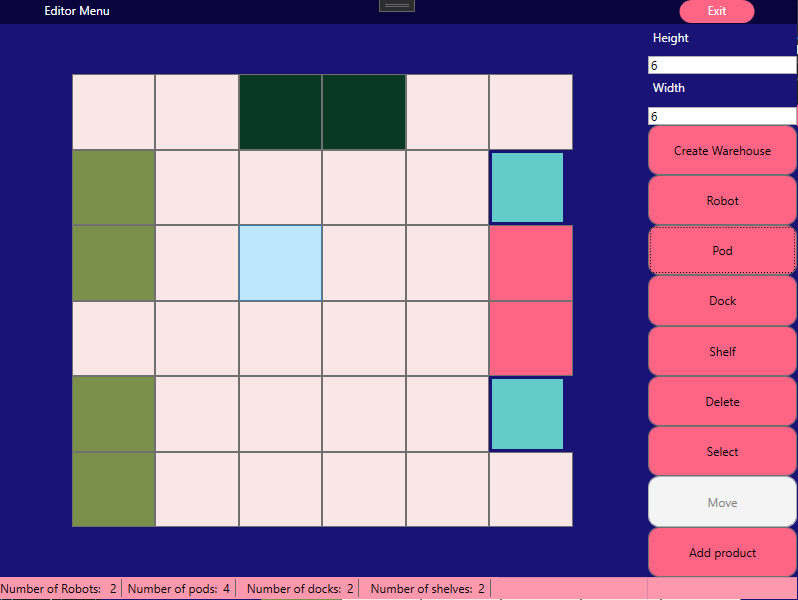 Editor Menu
Exit
Height
6
Width
6
Create Warehouse
Robot
Pod
Dock
Shelf
Delete
Select
Move
Add product
Number of Robots: 2 Number of pods: 4 Number of docks: 2 Number of shelves: 2